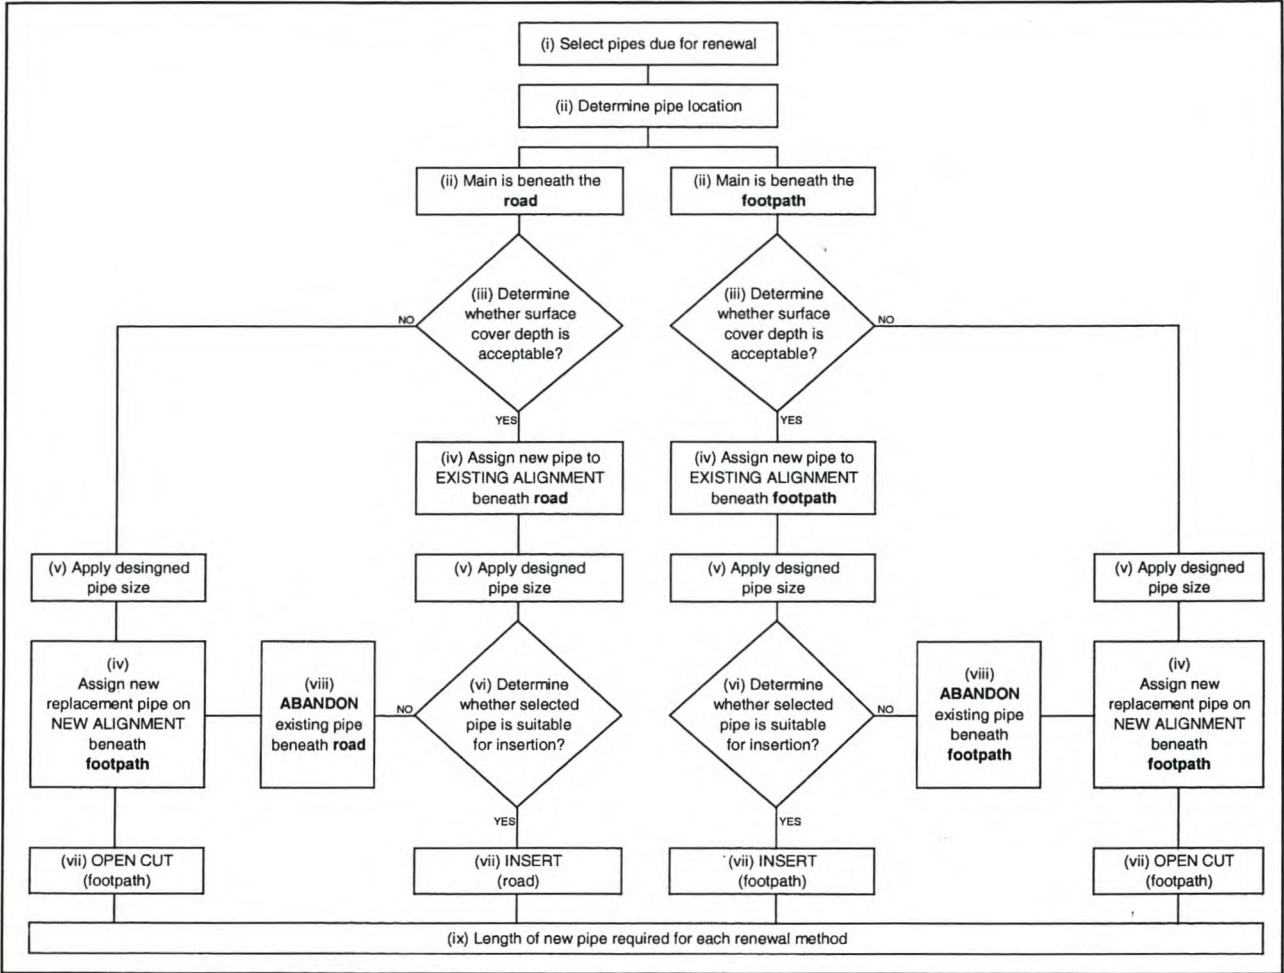 (i) Select pipes due for renewal
(ii) Determine pipe location
(ii) Main is beneath the
road
(ii) Main is beneath the
footpath
(iii) Determine
whether surface
cover depth is
acceptable?
NO
YES
(iii) Determine
whether surface
cover depth is
acceptable?
NO
YES
(iv) Assign new pipe to
EXISTING ALIGNMENT
beneath road
(iv) Assign new pipe to
EXISTING ALIGNMENT
beneath footpath
(v) Apply desingned
pipe size
(v) Apply designed
pipe size
(v) Apply designed
pipe size
(v) Apply designed
pipe size
(iv)
Assign new
replacement pipe on
NEW ALIGNMENT
beneath
footpath
(viii)
ABANDON
existing pipe
beneath road
NO
(vi) Determine
whether selected
pipe is suitable
for insertion?
YES
(vi) Determine
whether selected
pipe is suitable
for insertion?
NO
YES
(viii)
ABANDON
existing pipe
beneath
footpath
(iv)
Assign new
replacement pipe on
NEW ALIGNMENT
beneath
footpath
(vii) OPEN CUT
(footpath)
(vii) INSERT
(road)
(vii) INSERT
(footpath)
(vii) OPEN CUT
(footpath)
(ix) Length of new pipe required for each renewal method